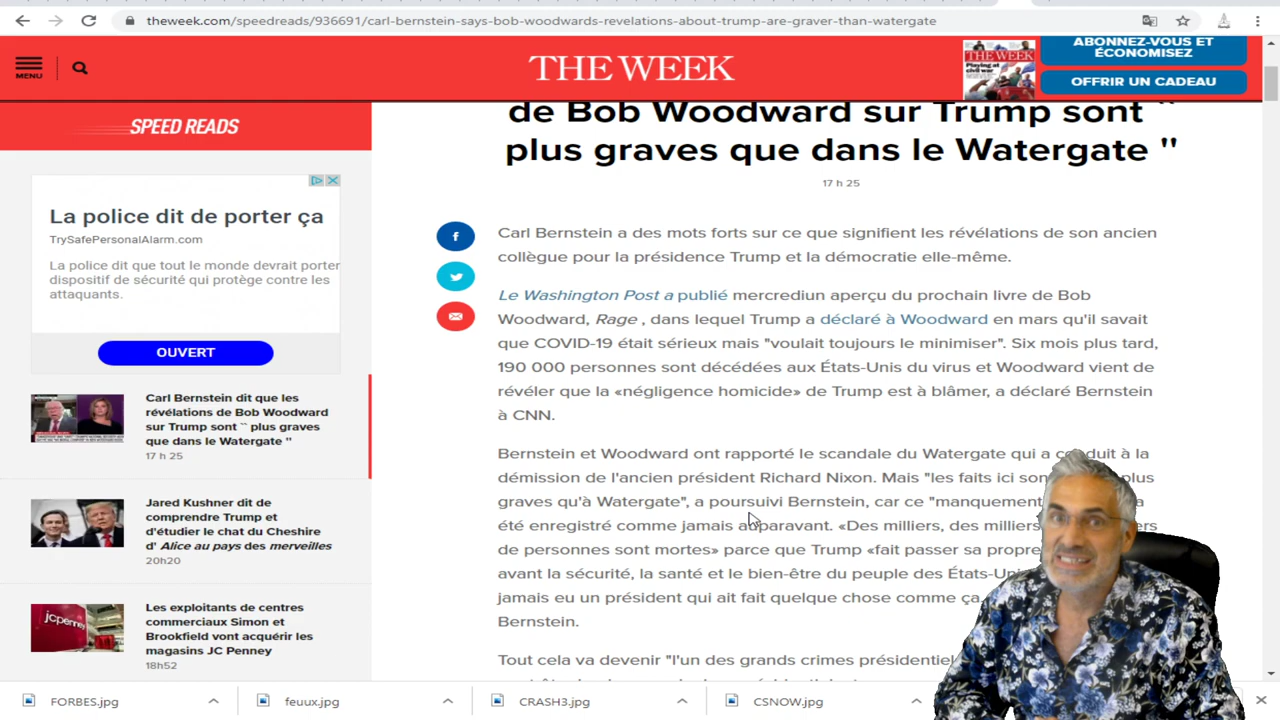 theweek.com/speedreads/936691/carl-bernstein-says-bob-woodwards-revelations-about-trump-are-graver-than-watergate
MENU
THE WEEK
THE WEEK
ABONNEZ-VOUS ET
ÉCONOMISEZ
OFFRIR UN CADEAU
SPEED READS
La police dit de porter ça
TrySafePersonalAlarm.com
La police dit que tout le monde devrait porter
dispositif de sécurité qui protège contre les
attaquants.
OUVERT
Carl Bernstein dit que les
révélations de Bob Woodward
sur Trump sont `` plus graves
que dans le Watergate ''
17 h 25
Jared Kushner dit de
comprendre Trump et
d'étudier le chat du Cheshire
d' Alice au pays des merveilles
20h20
jcpenney
Les exploitants de centres
commerciaux Simon et
Brookfield vont acquérir les
magasins JC Penney
18h52
de Bob Woodward sur Trump sont ``
plus graves que dans le Watergate ''
17 h 25
Carl Bernstein a des mots forts sur ce que signifient les révélations de son ancien
collègue pour la présidence Trump et la démocratie elle-même.
Le Washington Post a publié mercrediun aperçu du prochain livre de Bob
Woodward, Rage , dans lequel Trump a déclaré à Woodward en mars qu'il savait
que COVID-19 était sérieux mais "voulait toujours le minimiser". Six mois plus tard,
190 000 personnes sont décédées aux États-Unis du virus et Woodward vient de
révéler que la «négligence homicide» de Trump est à blâmer, a déclaré Bernstein
à CNN.
Bernstein et Woodward ont rapporté le scandale du Watergate qui a conduit à la
démission de l'ancien président Richard Nixon. Mais "les faits ici plus
graves qu'à Watergate", a poursuivi Bernstein, car ce "manquement a
été enregistré comme jamais auparavant. «Des milliers, des milliers
de personnes sont mortes» parce que Trump «fait passer sa propre
avant la sécurité, la santé et le bien-être du peuple des
jamais eu un président qui ait fait quelque chose comme ça
Bernstein.
Tout cela va devenir "l'un des grands crimes
FORBES.jpg
feuux.jpg
CRASH3.jpg
CSNOW.jpg